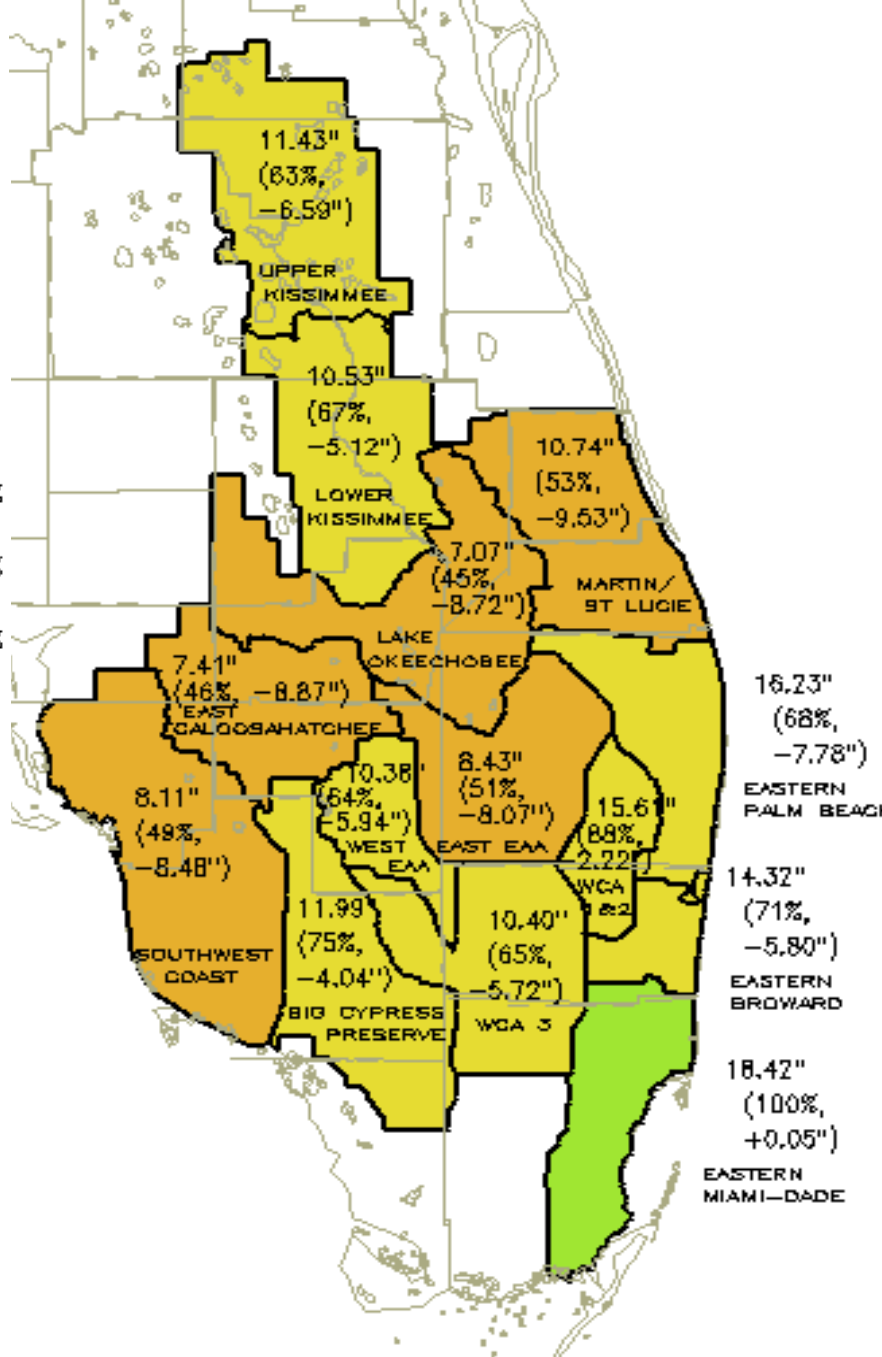 11.43"
(63%,
-6.59")
UPPER
KISSIMMEE
10.53"
(67%,
-5.12")
LOWER
KISSIMMEE
10.74"
(53%,
-9.53")
MARTIN/
ST LUCIE
7.07"
(45%,
-8.72")
LAKE
OKEECHOBEE
7.41"
(46%, -8.87")
EAST
CALOOSAHATCHEE
16.23"
(68%,
-7.78")
EASTERN
PALM BEACH
8.11"
(49%,
-8.48")
SOUTHWEST
COAST
10.38"
(64%,
-5.94")
WEST
EAA
8.43"
(51%,
-8.07")
EAST EAA
15.61"
(88%,
-2.22")
WCA
1&2
14.32"
(71%,
-5.80")
EASTERN
BROWARD
11.99"
(75%,
-4.04")
BIG CYPRESS
PRESERVE
10.40"
(65%,
-5.72")
WCA 3
18.42"
(100%,
+0.05")
EASTERN
MIAMI-DADE